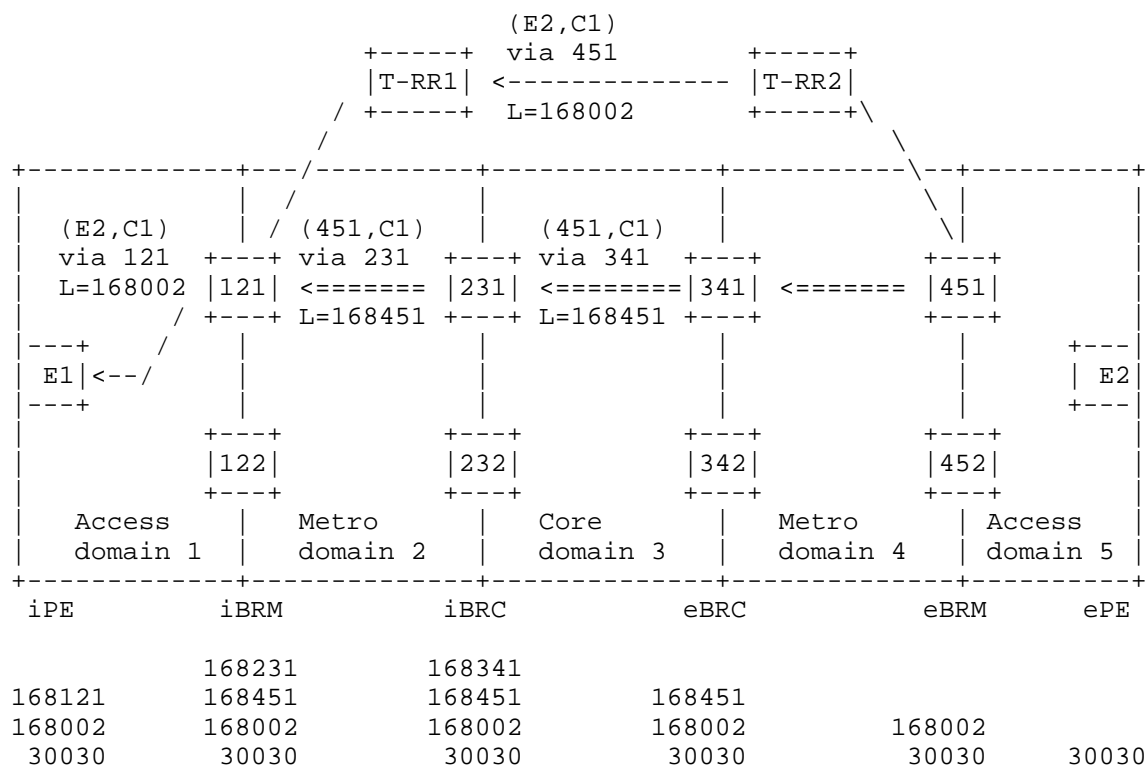 (E2,C1)
via 451
T-RR1 <-------------- T-RR2
L=168002
(E2,C1) (451,C1) (451,C1)
via 121 via 231 via 341
L=168002 121 <======= 231 <======== 341 <======= 451
L=168451 L=168451
E1 <--/ E2
122 232 342 452
Access Metro Core Metro Access
domain 1 domain 2 domain 3 domain 4 domain 5
iPE iBRM iBRC eBRC eBRM ePE
168231 168341
168121 168451 168451 168451
168002 168002 168002 168002 168002
30030 30030 30030 30030 30030 30030